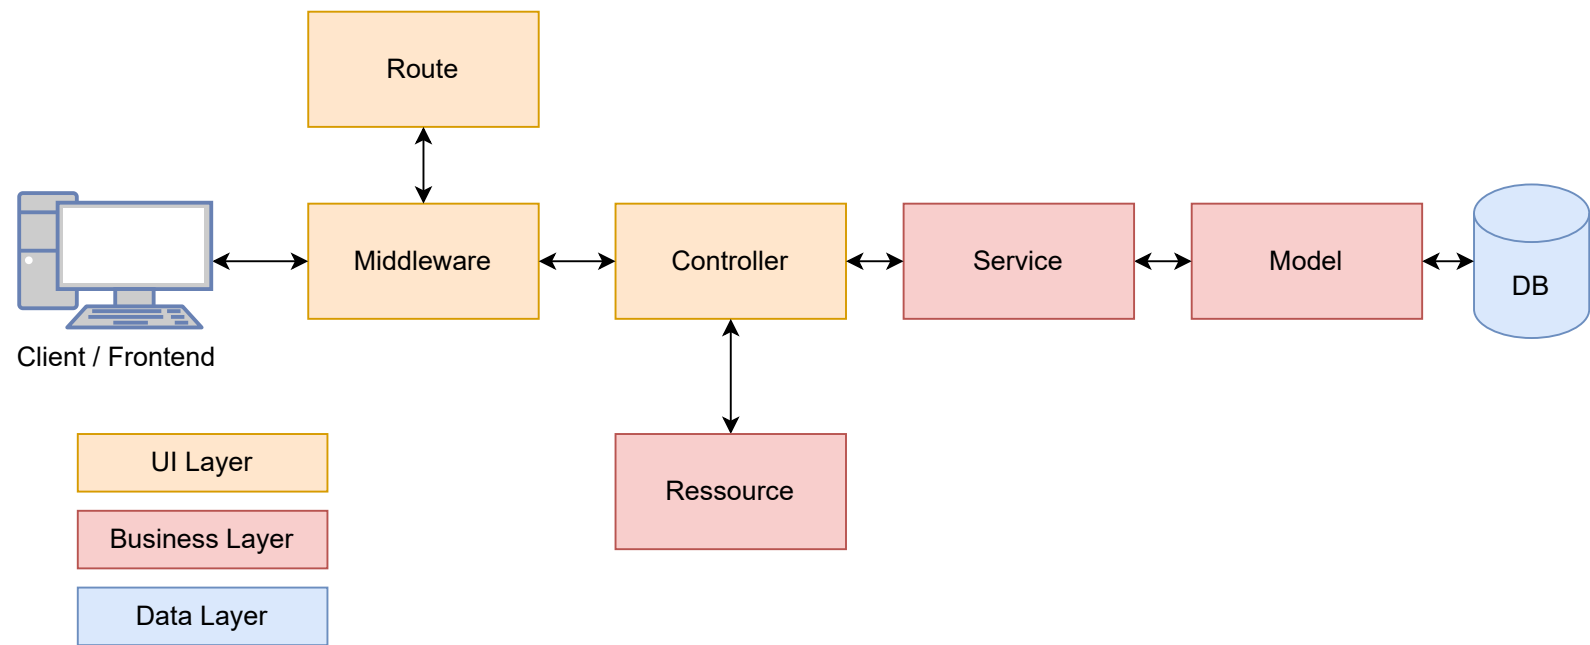 Route
Middleware
Controller
Service
Model
DB
Client / Frontend
UI Layer
Ressource
Business Layer
Data Layer